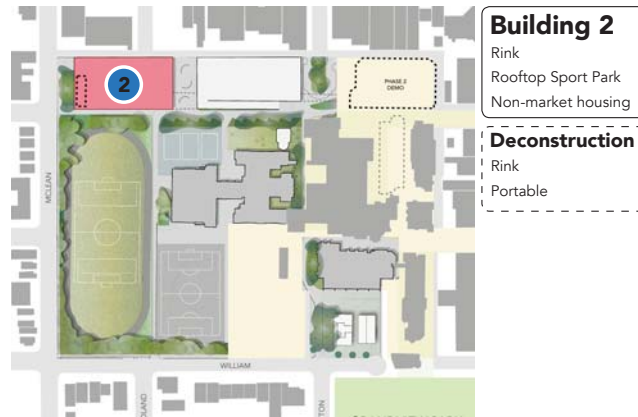 Building 2
Rink
Rooftop Sport Park
Non-market housing
Deconstruction
Rink
Portable
2
PHASE 2
DEMO
MCLEAN
WILLIAM